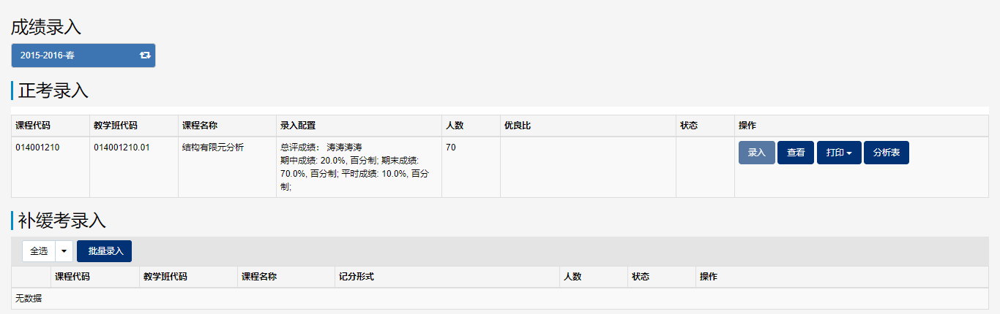 成绩录入
2015-2016-春
正考录入
课程代码 教学班代码 课程名称 录入配置 人数 优良比 状态 操作
014001210 014001210.01 结构有限元分析 总评成绩： 涛涛涛涛 70 录入 查看 打印 分析表
期中成绩: 20.0%, 百分制; 期末成绩:
70.0%, 百分制; 平时成绩: 10.0%, 百分
制;
补缓考录入
全选 批量录入
课程代码 教学班代码 课程名称 记分形式 人数 状态 操作
无数据